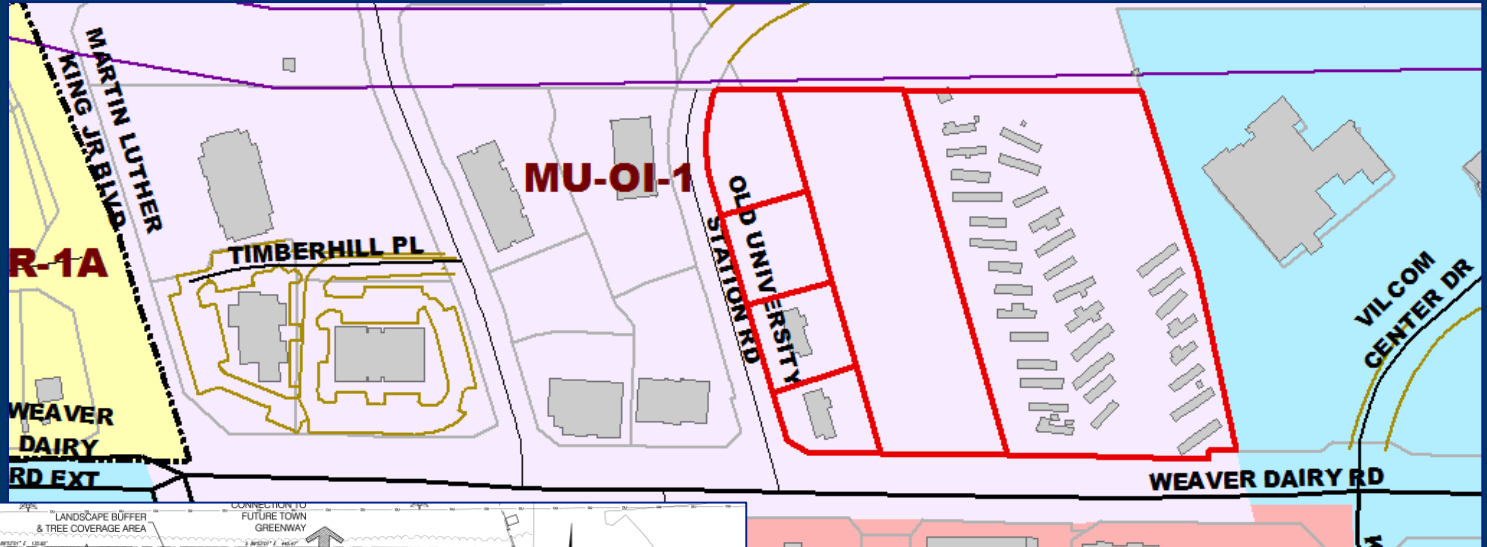 MARTIN LUTHER
KING JR BLVD
MU-OI-1
R-1A
TIMBERHILL PL
OLD UNIVERSITY
STATION RD
VILCOM
CENTER DR
WEAVER
DAIRY
RD EXT
WEAVER DAIRY RD
LANDSCAPE BUFFER
& TREE COVERAGE AREA
CONNECTION TO
FUTURE TOWN
GREENWAY